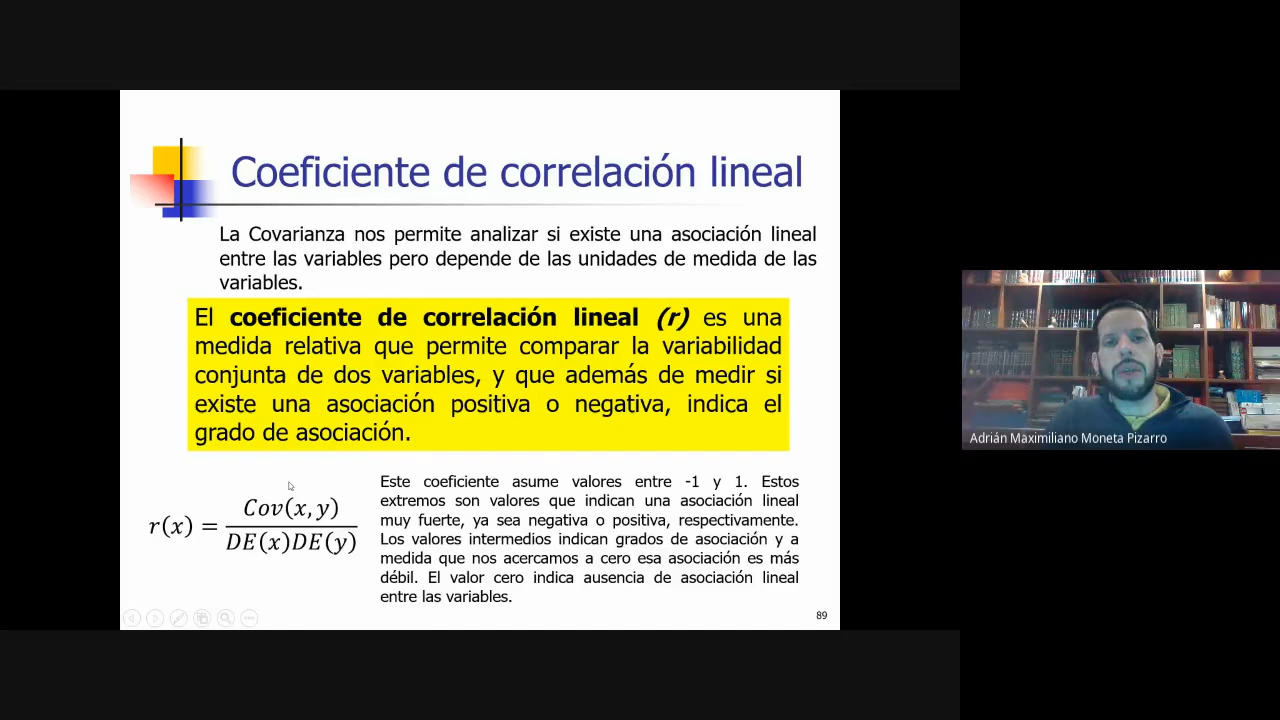 Coeficiente de correlación lineal
La Covarianza nos permite analizar si existe una asociación lineal
entre las variables pero depende de las unidades de medida de las
variables.
El coeficiente de correlación lineal (r) es una
medida relativa que permite comparar la variabilidad
conjunta de dos variables, y que además de medir si
existe una asociación positiva o negativa, indica el
grado de asociación.
r(x) = Cov(x, y) / DE(x)DE(y)
Este coeficiente asume valores entre -1 y 1. Estos
extremos son valores que indican una asociación lineal
muy fuerte, ya sea negativa o positiva, respectivamente.
Los valores intermedios indican grados de asociación y a
medida que nos acercamos a cero esa asociación es más
débil. El valor cero indica ausencia de asociación lineal
entre las variables.
89
Adrián Maximiliano Moneta Pizarro